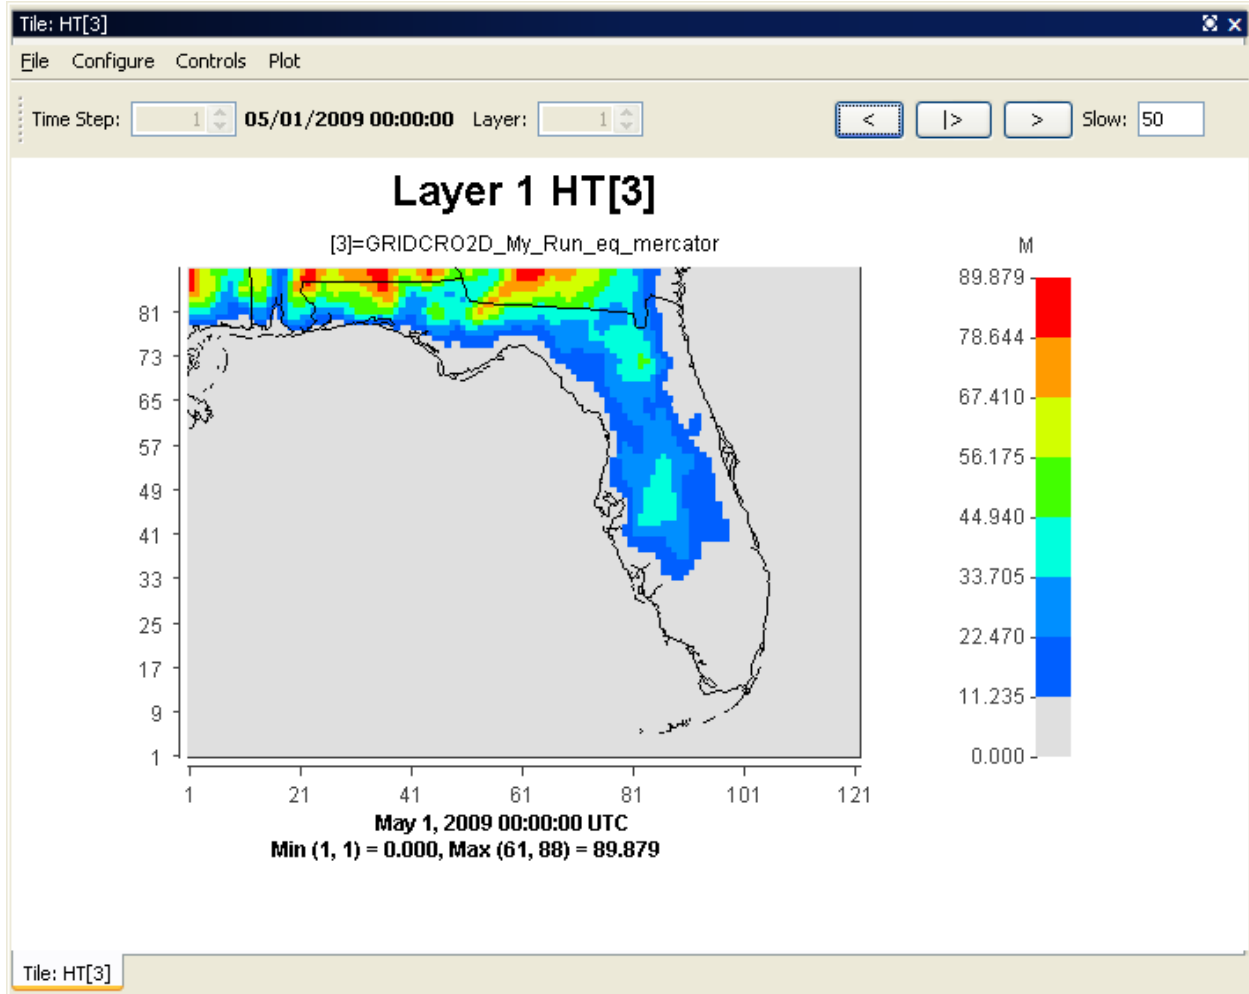 Tile: HT[3]
File Configure Controls Plot
Time Step: 1 05/01/2009 00:00:00 Layer: 1 < |> > Slow: 50
Layer 1 HT[3]
[3]=GRIDCRO2D_My_Run_eq_mercator
M
89.879
78.644
67.410
56.175
44.940
33.705
22.470
11.235
0.000
81
73
65
57
49
41
33
25
17
9
1
1 21 41 61 81 101 121
May 1, 2009 00:00:00 UTC
Min (1, 1) = 0.000, Max (61, 88) = 89.879
Tile: HT[3]